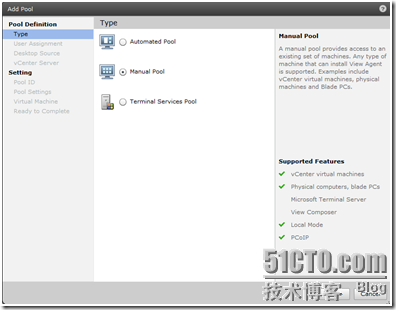 Add Pool
Pool Definition
Type
User Assignment
Desktop Source
vCenter Server
Setting
Pool ID
Pool Settings
Virtual Machine
Ready to Complete
Type
Automated Pool
Manual Pool
Terminal Services Pool
Manual Pool
A manual pool provides access to an
existing set of machines. Any type of
machine that can install View Agent
is supported. Examples include
vCenter virtual machines, physical
machines and Blade PCs.
Supported Features
vCenter virtual machines
Physical computers, blade PCs
Microsoft Terminal Server
View Composer
Local Mode
PCoIP
51CTO.com
技术博客 Blog
Cancel